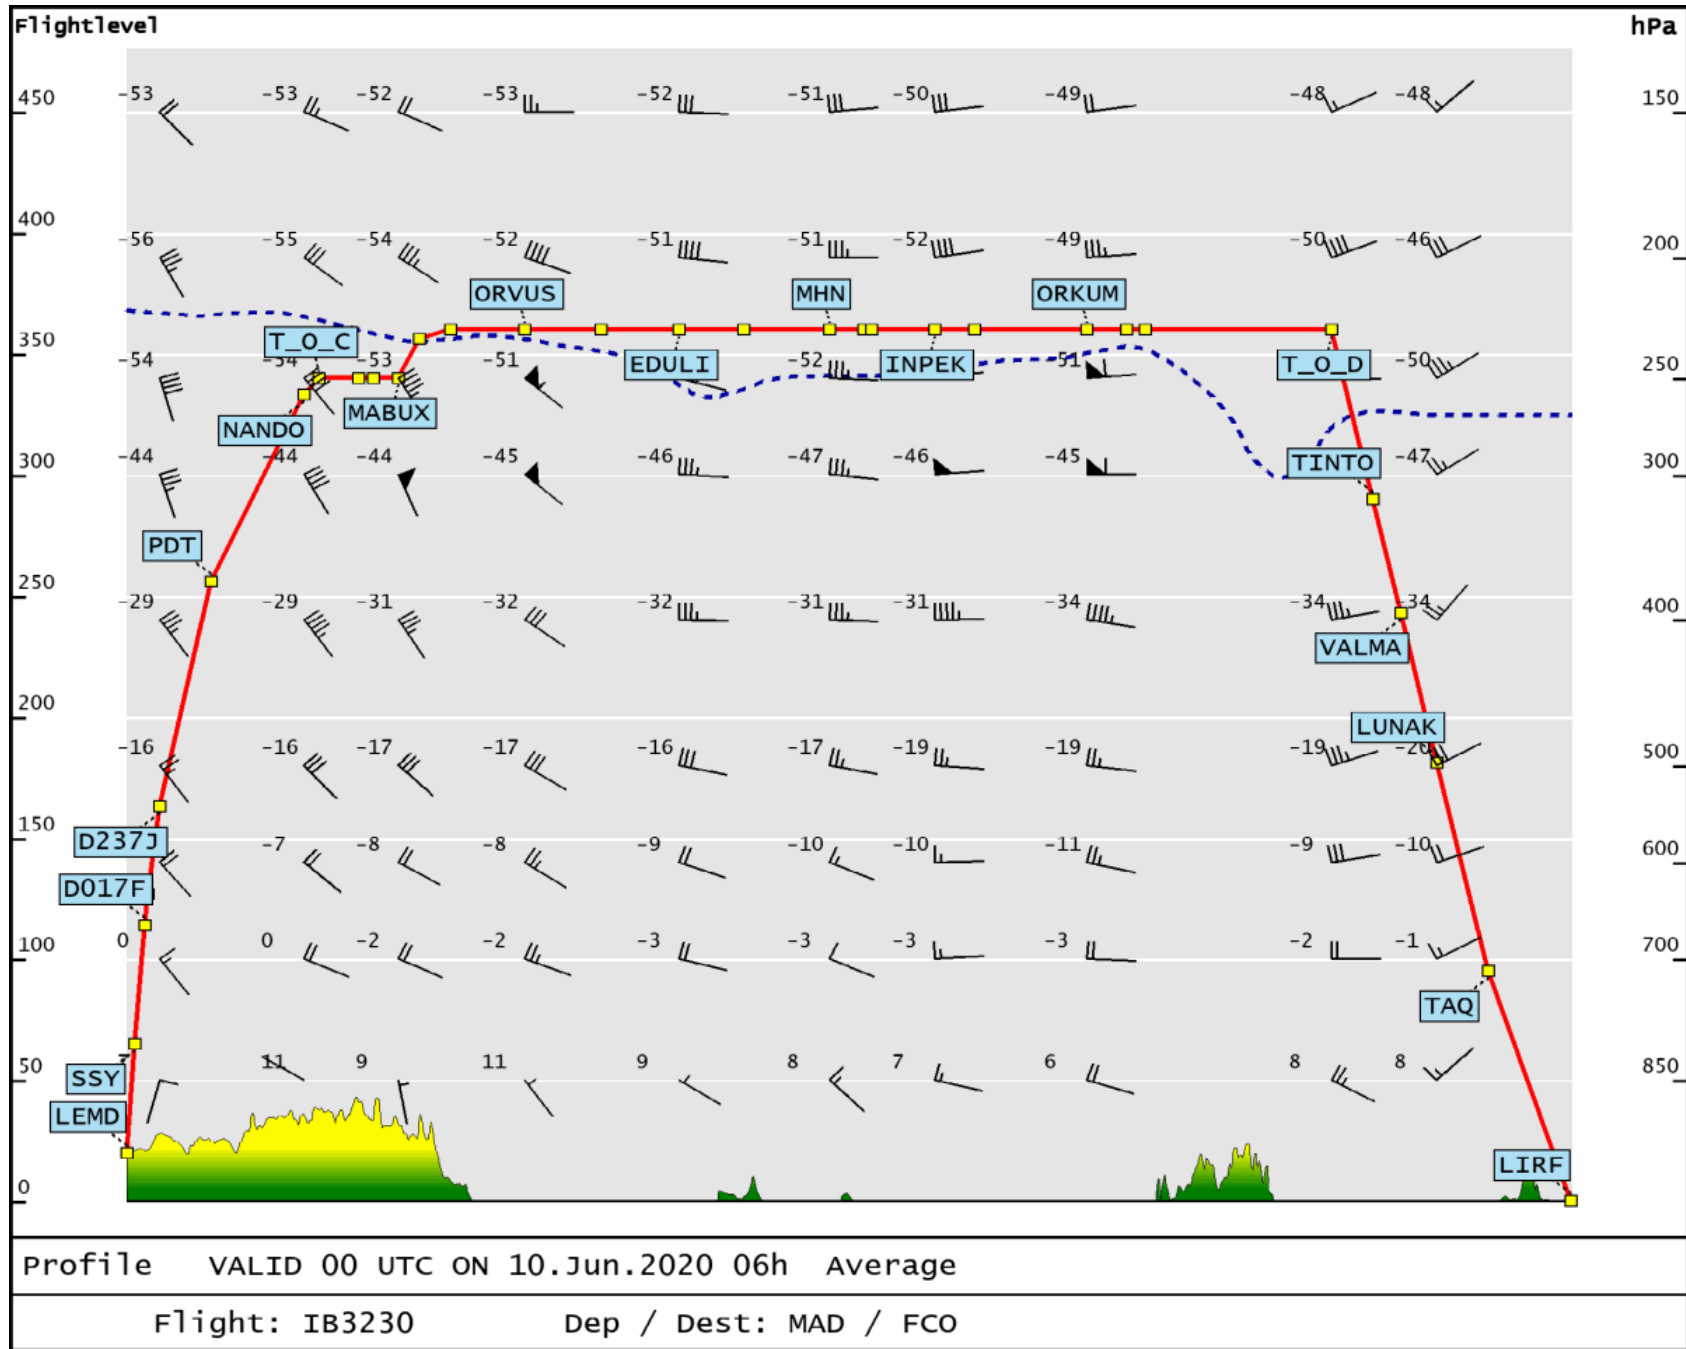 Flightlevel hPa
-53 -53 -52 -53 -52 -51 -50 -49 -48 -48
450 150
400
-56 -55 -54 -52 -51 -51 -52 -49 -50 -46
200
ORVUS MHN ORKUM
350 T_O_C
-54 -54 -53 -51 EDULI -52 INPEK -51 T_O_D -50
250
MABUX
NANDO
300 -44 -44 -44 -45 -46 -47 -46 -45 TINTO -47
300
PDT
250
-29 -29 -31 -32 -32 -31 -31 -34 -34 -34
400
VALMA
200
LUNAK
-16 -16 -17 -17 -16 -17 -19 -19 -19 -20
500
150
D237J -7 -8 -8 -9 -10 -10 -11 -9 -10
600
D017F
100 0 0 -2 -2 -3 -3 -3 -3 -2 -1
700
TAQ
50 7 11 9 11 9 8 7 6 8 8
850
SSY
LEMD
LIRF
0
Profile VALID 00 UTC ON 10.Jun.2020 06h Average
Flight: IB3230 Dep / Dest: MAD / FCO